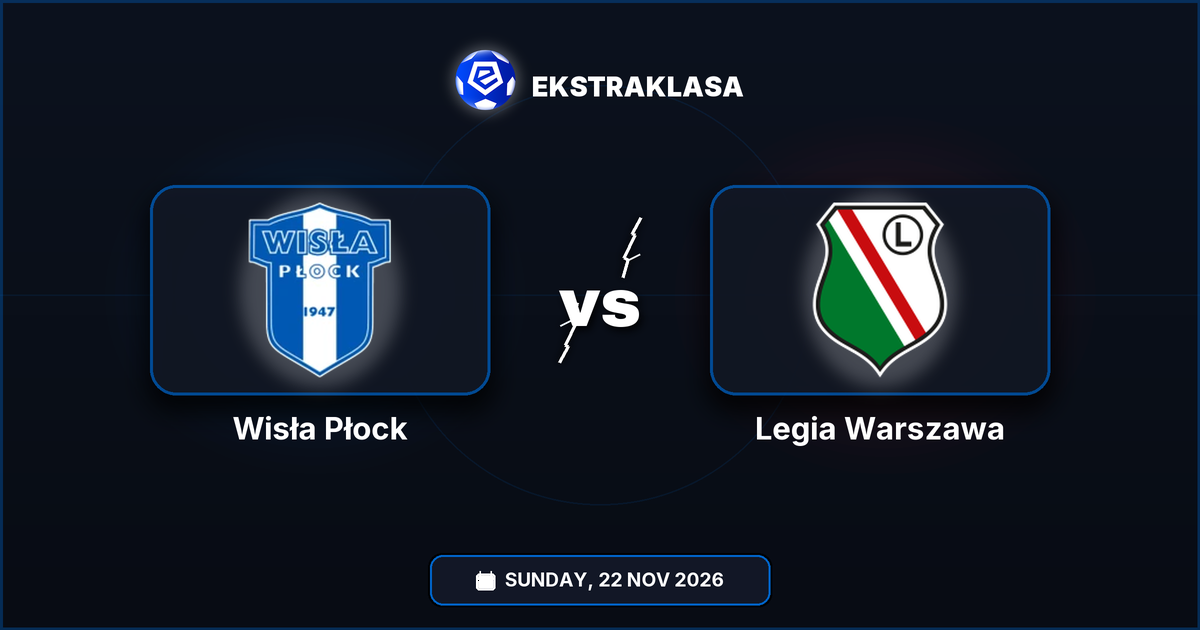 EKSTRAKLASA
WISŁA
PŁOCK
1947
L
vs
Wisła Płock
Legia Warszawa
SUNDAY, 22 NOV 2026